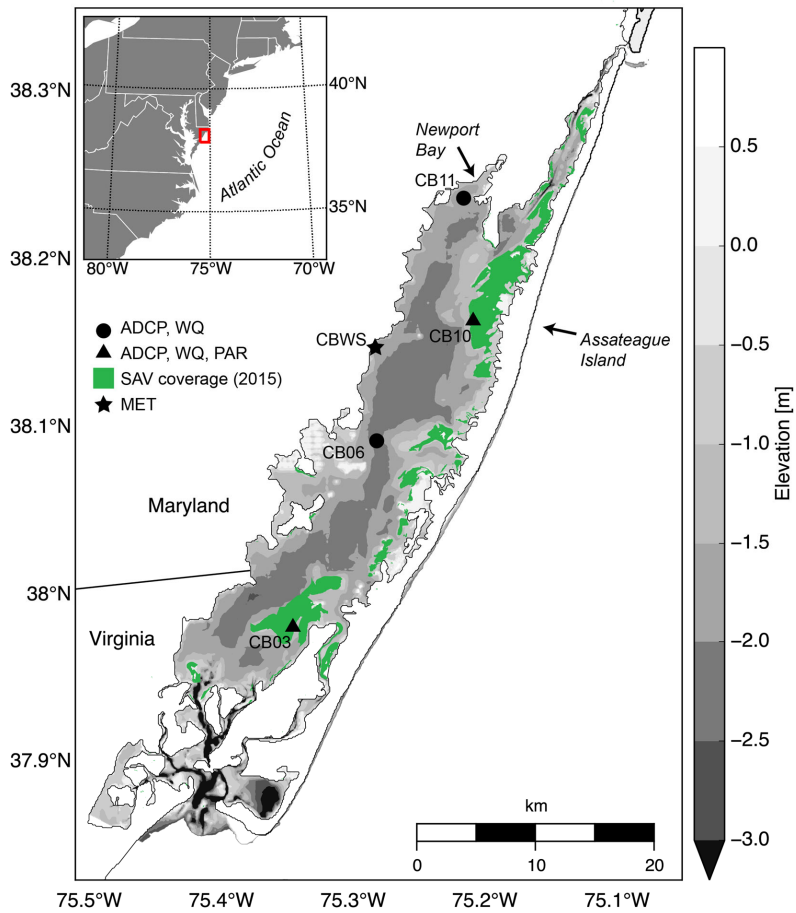 40°N
35°N
80°W
75°W
70°W
Atlantic Ocean
38.3°N
38.2°N
38.1°N
38°N
37.9°N
75.5°W
75.4°W
75.3°W
75.2°W
75.1°W
Newport
Bay
CB11
CBWS
CB10
CB06
CB03
Assateague
Island
ADCP, WQ
ADCP, WQ, PAR
SAV coverage (2015)
MET
Maryland
Virginia
km
0
10
20
0.5
0.0
−0.5
−1.0
−1.5
−2.0
−2.5
−3.0
Elevation [m]